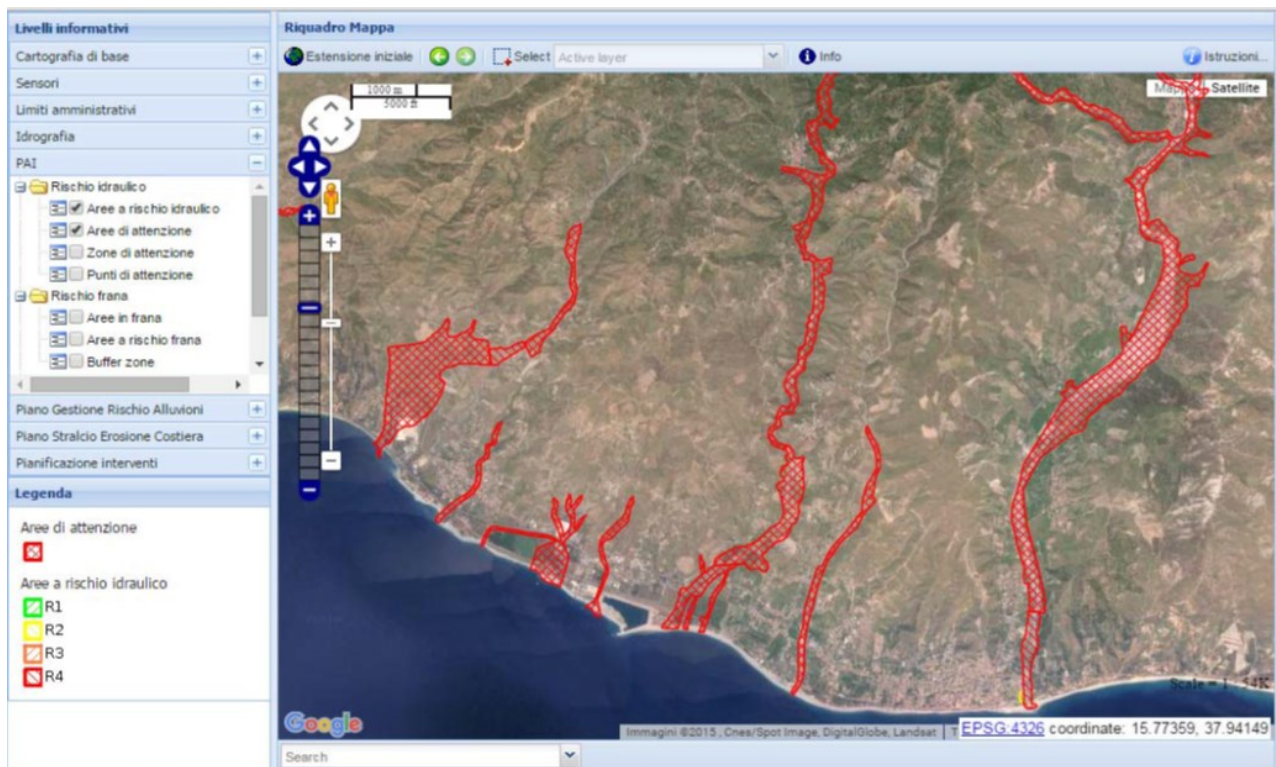 Livelli informativi
Cartografia di base
Sensori
Limiti amministrativi
Idrografia
PAI
Rischio idraulico
Aree a rischio idraulico
Aree di attenzione
Zone di attenzione
Punti di attenzione
Rischio frana
Aree in frana
Aree a rischio frana
Buffer zone
Piano Gestione Rischio Alluvioni
Piano Stralcio Erosione Costiera
Pianificazione interventi
Legenda
Aree di attenzione
Aree a rischio idraulico
R1
R2
R3
R4
Riquadro Mappa
Estensione iniziale Select Active layer Info Istruzioni...
1000 m
5000 ft
Satellite
Scale = 1 : 54K
Google
Immagini ©2015 , Cnes/Spot Image, DigitalGlobe, Landsat
EPSG:4326 coordinate: 15.77359, 37.94149
Search